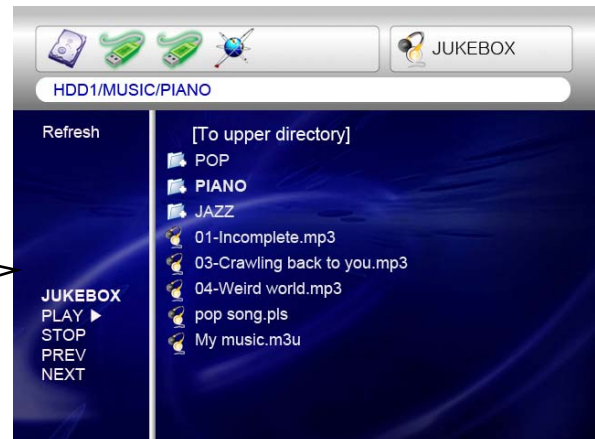 JUKEBOX
HDD1/MUSIC/PIANO
Refresh
[To upper directory]
POP
PIANO
JAZZ
01-Incomplete.mp3
03-Crawling back to you.mp3
04-Weird world.mp3
pop song.pls
My music.m3u
JUKEBOX
PLAY ▶
STOP
PREV
NEXT